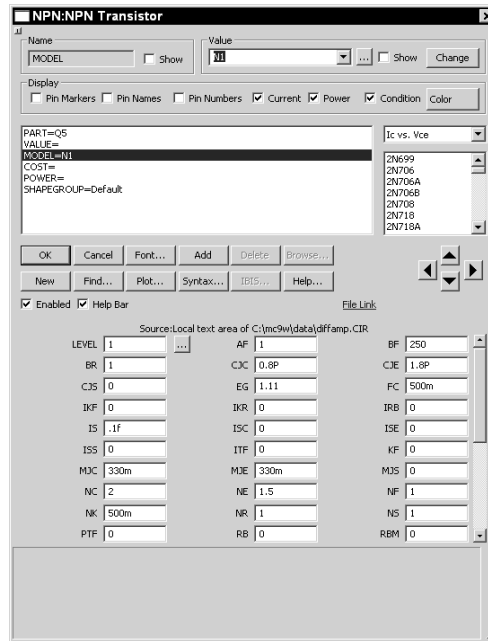 NPN:NPN Transistor
Name
MODEL
Show
Value
N1
...
Show
Change
Display
Pin Markers Pin Names Pin Numbers Current Power Condition Color
PART=Q5
VALUE=
MODEL=N1
COST=
POWER=
SHAPEGROUP=Default
Ic vs. Vce
2N699
2N706
2N706A
2N706B
2N708
2N718
2N718A
OK Cancel Font... Add Delete Browse...
New Find... Plot... Syntax... IBIS... Help...
Enabled Help Bar File Link
Source:Local text area of C:\mc9w\data\diffamp.CIR
LEVEL 1 ... AF 1 BF 250
BR 1 CJC 0.8P CJE 1.8P
CJS 0 EG 1.11 FC 500m
IKF 0 IKR 0 IRB 0
IS .1f ISC 0 ISE 0
ISS 0 ITF 0 KF 0
MJC 330m MJE 330m MJS 0
NC 2 NE 1.5 NF 1
NK 500m NR 1 NS 1
PTF 0 RB 0 RBM 0